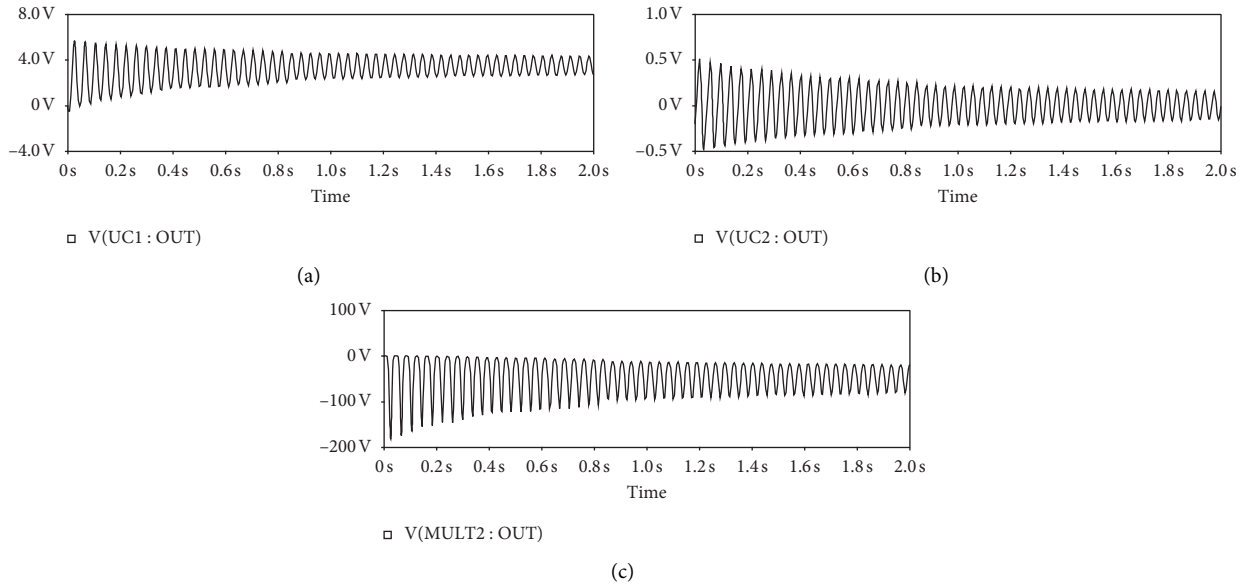 8.0 V
4.0 V
0 V
–4.0 V
0 s 0.2 s 0.4 s 0.6 s 0.8 s 1.0 s 1.2 s 1.4 s 1.6 s 1.8 s 2.0 s
Time
V(UC1 : OUT)
(a)
1.0 V
0.5 V
0 V
–0.5 V
0 s 0.2 s 0.4 s 0.6 s 0.8 s 1.0 s 1.2 s 1.4 s 1.6 s 1.8 s 2.0 s
Time
V(UC2 : OUT)
(b)
100 V
0 V
–100 V
–200 V
0 s 0.2 s 0.4 s 0.6 s 0.8 s 1.0 s 1.2 s 1.4 s 1.6 s 1.8 s 2.0 s
Time
V(MULT2 : OUT)
(c)